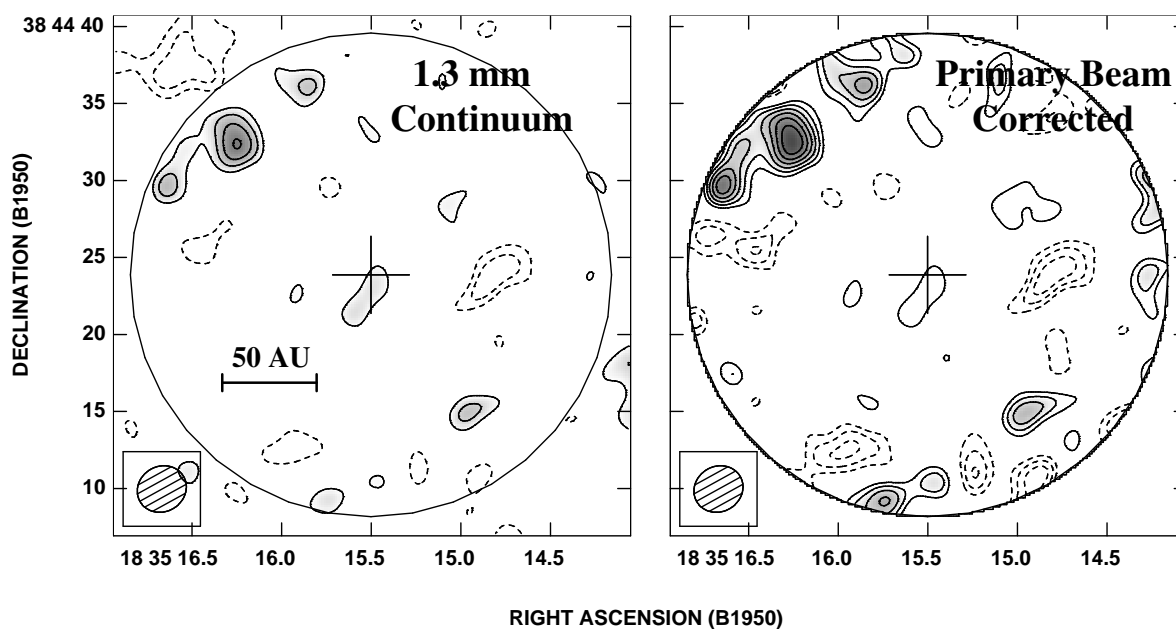 38 44 40
35
30
25
20
15
10
DECLINATION (B1950)
1.3 mm
Continuum
50 AU
18 35 16.5 16.0 15.5 15.0 14.5
Primary Beam
Corrected
18 35 16.5 16.0 15.5 15.0 14.5
RIGHT ASCENSION (B1950)